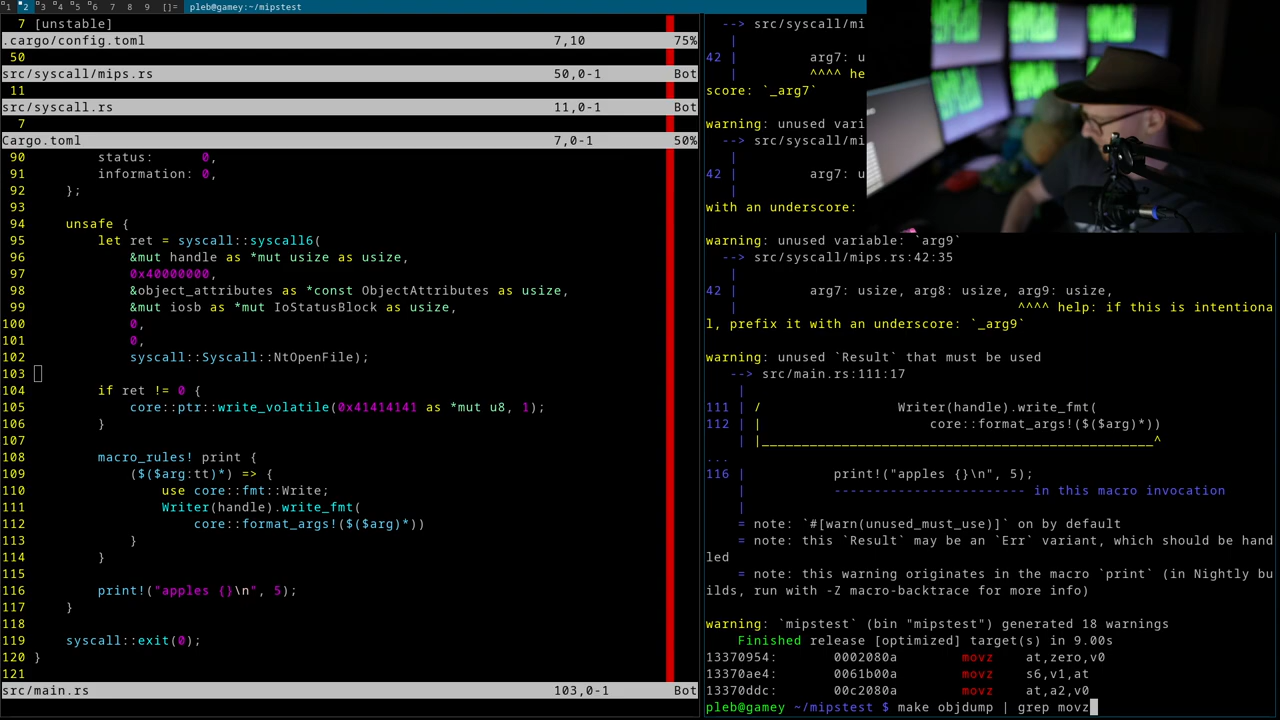 1 2 3 4 5 6 7 8 9 []= pleb@gamey:~/mipstest
7 [unstable]
.cargo/config.toml 7,10 75%
50
src/syscall/mips.rs 50,0-1 Bot
11
src/syscall.rs 11,0-1 Bot
7
Cargo.toml 7,0-1 50%
90 status: 0,
91 information: 0,
92 };
93
94 unsafe {
95 let ret = syscall::syscall6(
96 &mut handle as *mut usize as usize,
97 0x40000000,
98 &object_attributes as *const ObjectAttributes as usize,
99 &mut iosb as *mut IoStatusBlock as usize,
100 0,
101 0,
102 syscall::Syscall::NtOpenFile);
103
104 if ret != 0 {
105 core::ptr::write_volatile(0x41414141 as *mut u8, 1);
106 }
107
108 macro_rules! print {
109 ($($arg:tt)*) => {
110 use core::fmt::Write;
111 Writer(handle).write_fmt(
112 core::format_args!($($arg)*))
113 }
114 }
115
116 print!("apples {}\n", 5);
117 }
118
119 syscall::exit(0);
120 }
121
src/main.rs 103,0-1 Bot
--> src/syscall/mi
|
42 | arg7: u
| ^^^^ he
score: `_arg7`
warning: unused vari
--> src/syscall/mi
|
42 | arg7: u
|
with an underscore:
warning: unused variable: `arg9`
--> src/syscall/mips.rs:42:35
|
42 | arg7: usize, arg8: usize, arg9: usize,
| ^^^^ help: if this is intentiona
l, prefix it with an underscore: `_arg9`
warning: unused `Result` that must be used
--> src/main.rs:111:17
|
111 | / Writer(handle).write_fmt(
112 | | core::format_args!($($arg)*))
| |_____________________________________________^
...
116 | print!("apples {}\n", 5);
| ------------------------ in this macro invocation
|
= note: `#[warn(unused_must_use)]` on by default
= note: this `Result` may be an `Err` variant, which should be hand
led
= note: this warning originates in the macro `print` (in Nightly bu
ilds, run with -Z macro-backtrace for more info)
warning: `mipstest` (bin "mipstest") generated 18 warnings
Finished release [optimized] target(s) in 9.00s
13370954: 0002080a movz at,zero,v0
13370ae4: 0061b00a movz s6,v1,at
13370ddc: 00c2080a movz at,a2,v0
pleb@gamey ~/mipstest $ make objdump | grep movz